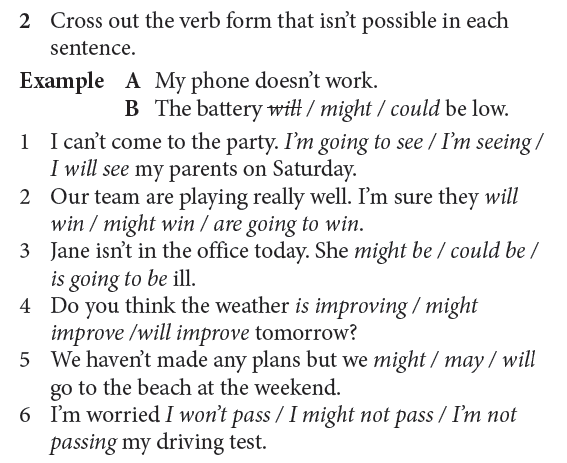 2 Cross out the verb form that isn't possible in each
sentence.
Example A My phone doesn't work.
B The battery will / might / could be low.
1 I can't come to the party. I'm going to see / I'm seeing /
I will see my parents on Saturday.
2 Our team are playing really well. I'm sure they will
win / might win / are going to win.
3 Jane isn't in the office today. She might be / could be /
is going to be ill.
4 Do you think the weather is improving / might
improve /will improve tomorrow?
5 We haven't made any plans but we might / may / will
go to the beach at the weekend.
6 I'm worried I won't pass / I might not pass / I'm not
passing my driving test.